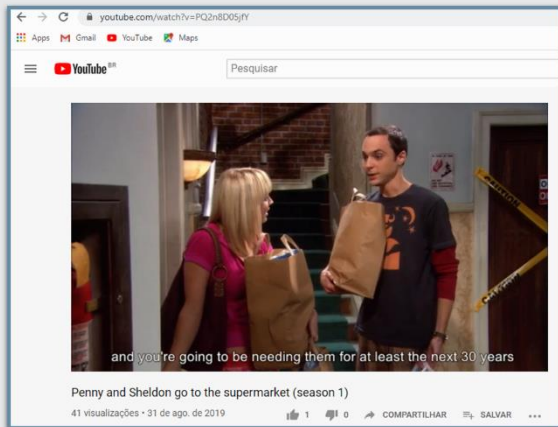 youtube.com/watch?v=PQ2n8D05jfY
Apps Gmail YouTube Maps
YouTube BR
Pesquisar
CAUTION
and you're going to be needing them for at least the next 30 years
Penny and Sheldon go to the supermarket (season 1)
41 visualizações • 31 de ago. de 2019 1 0 COMPARTILHAR SALVAR ...